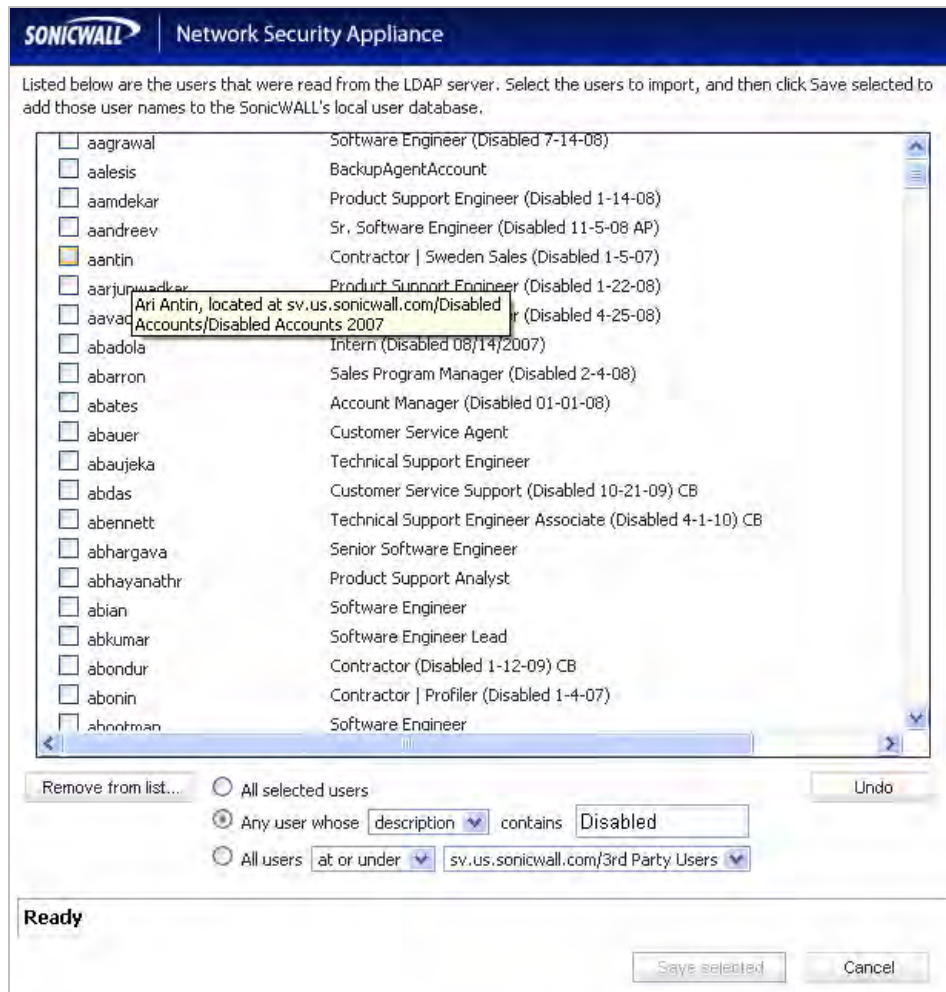 SONICWALL Network Security Appliance
Listed below are the users that were read from the LDAP server. Select the users to import, and then click Save selected to
add those user names to the SonicWALL's local user database.
aagrawal Software Engineer (Disabled 7-14-08)
aalesis BackupAgentAccount
aamdekar Product Support Engineer (Disabled 1-14-08)
aandreev Sr. Software Engineer (Disabled 11-5-08 AP)
aantin Contractor | Sweden Sales (Disabled 1-5-07)
aarjunwadkar Product Support Engineer (Disabled 1-22-08)
Ari Antin, located at sv.us.sonicwall.com/Disabled
Accounts/Disabled Accounts 2007
(Disabled 4-25-08)
abadola Intern (Disabled 08/14/2007)
abarron Sales Program Manager (Disabled 2-4-08)
abates Account Manager (Disabled 01-01-08)
abauer Customer Service Agent
abaujeka Technical Support Engineer
abdas Customer Service Support (Disabled 10-21-09) CB
abennett Technical Support Engineer Associate (Disabled 4-1-10) CB
abhargava Senior Software Engineer
abhayanathr Product Support Analyst
abian Software Engineer
abkumar Software Engineer Lead
abondur Contractor (Disabled 1-12-09) CB
abonin Contractor | Profiler (Disabled 1-4-07)
abootman Software Engineer
Remove from list... All selected users Undo
Any user whose description contains Disabled
All users at or under sv.us.sonicwall.com/3rd Party Users
Ready
Save selected Cancel